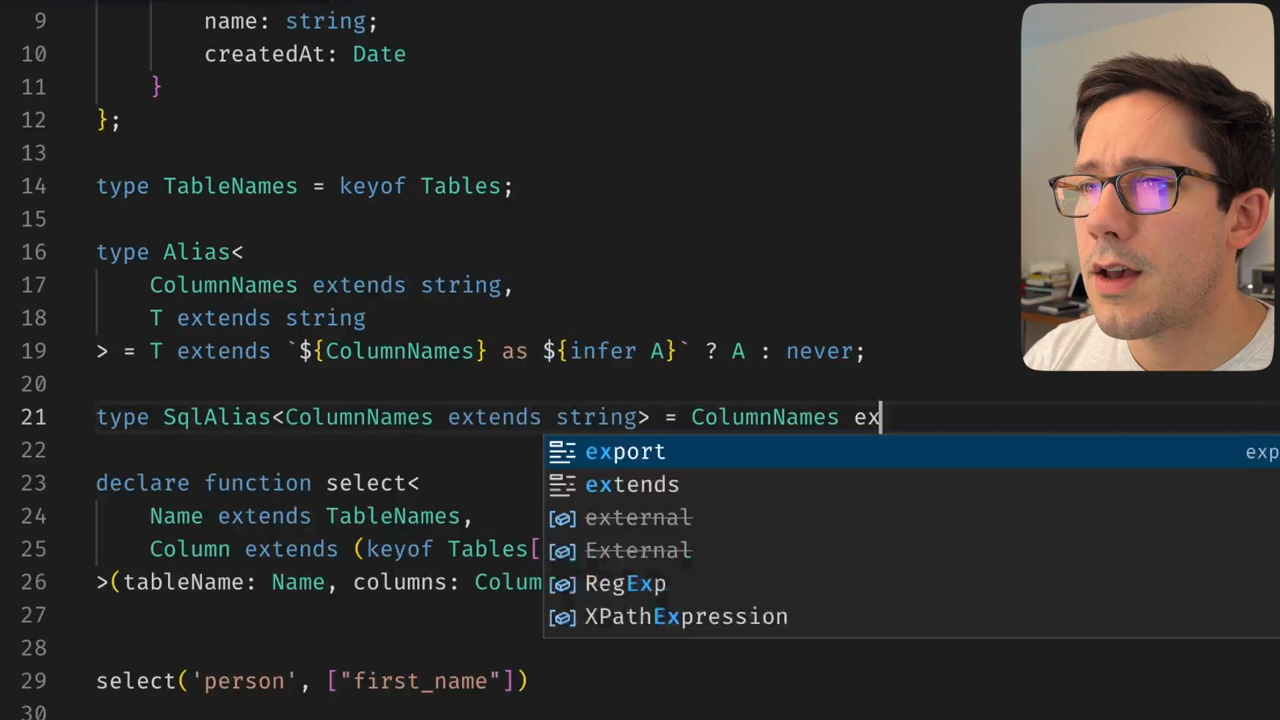 9 name: string;
10 createdAt: Date
11 }
12 };
13
14 type TableNames = keyof Tables;
15
16 type Alias<
17 ColumnNames extends string,
18 T extends string
19 > = T extends `${ColumnNames} as ${infer A}` ? A : never;
20
21 type SqlAlias<ColumnNames extends string> = ColumnNames ex
22
export exp
extends
external
External
RegExp
XPathExpression
23 declare function select<
24 Name extends TableNames,
25 Column extends (keyof Tables[
26 >(tableName: Name, columns: Colum
27
28
29 select('person', ["first_name"])
30